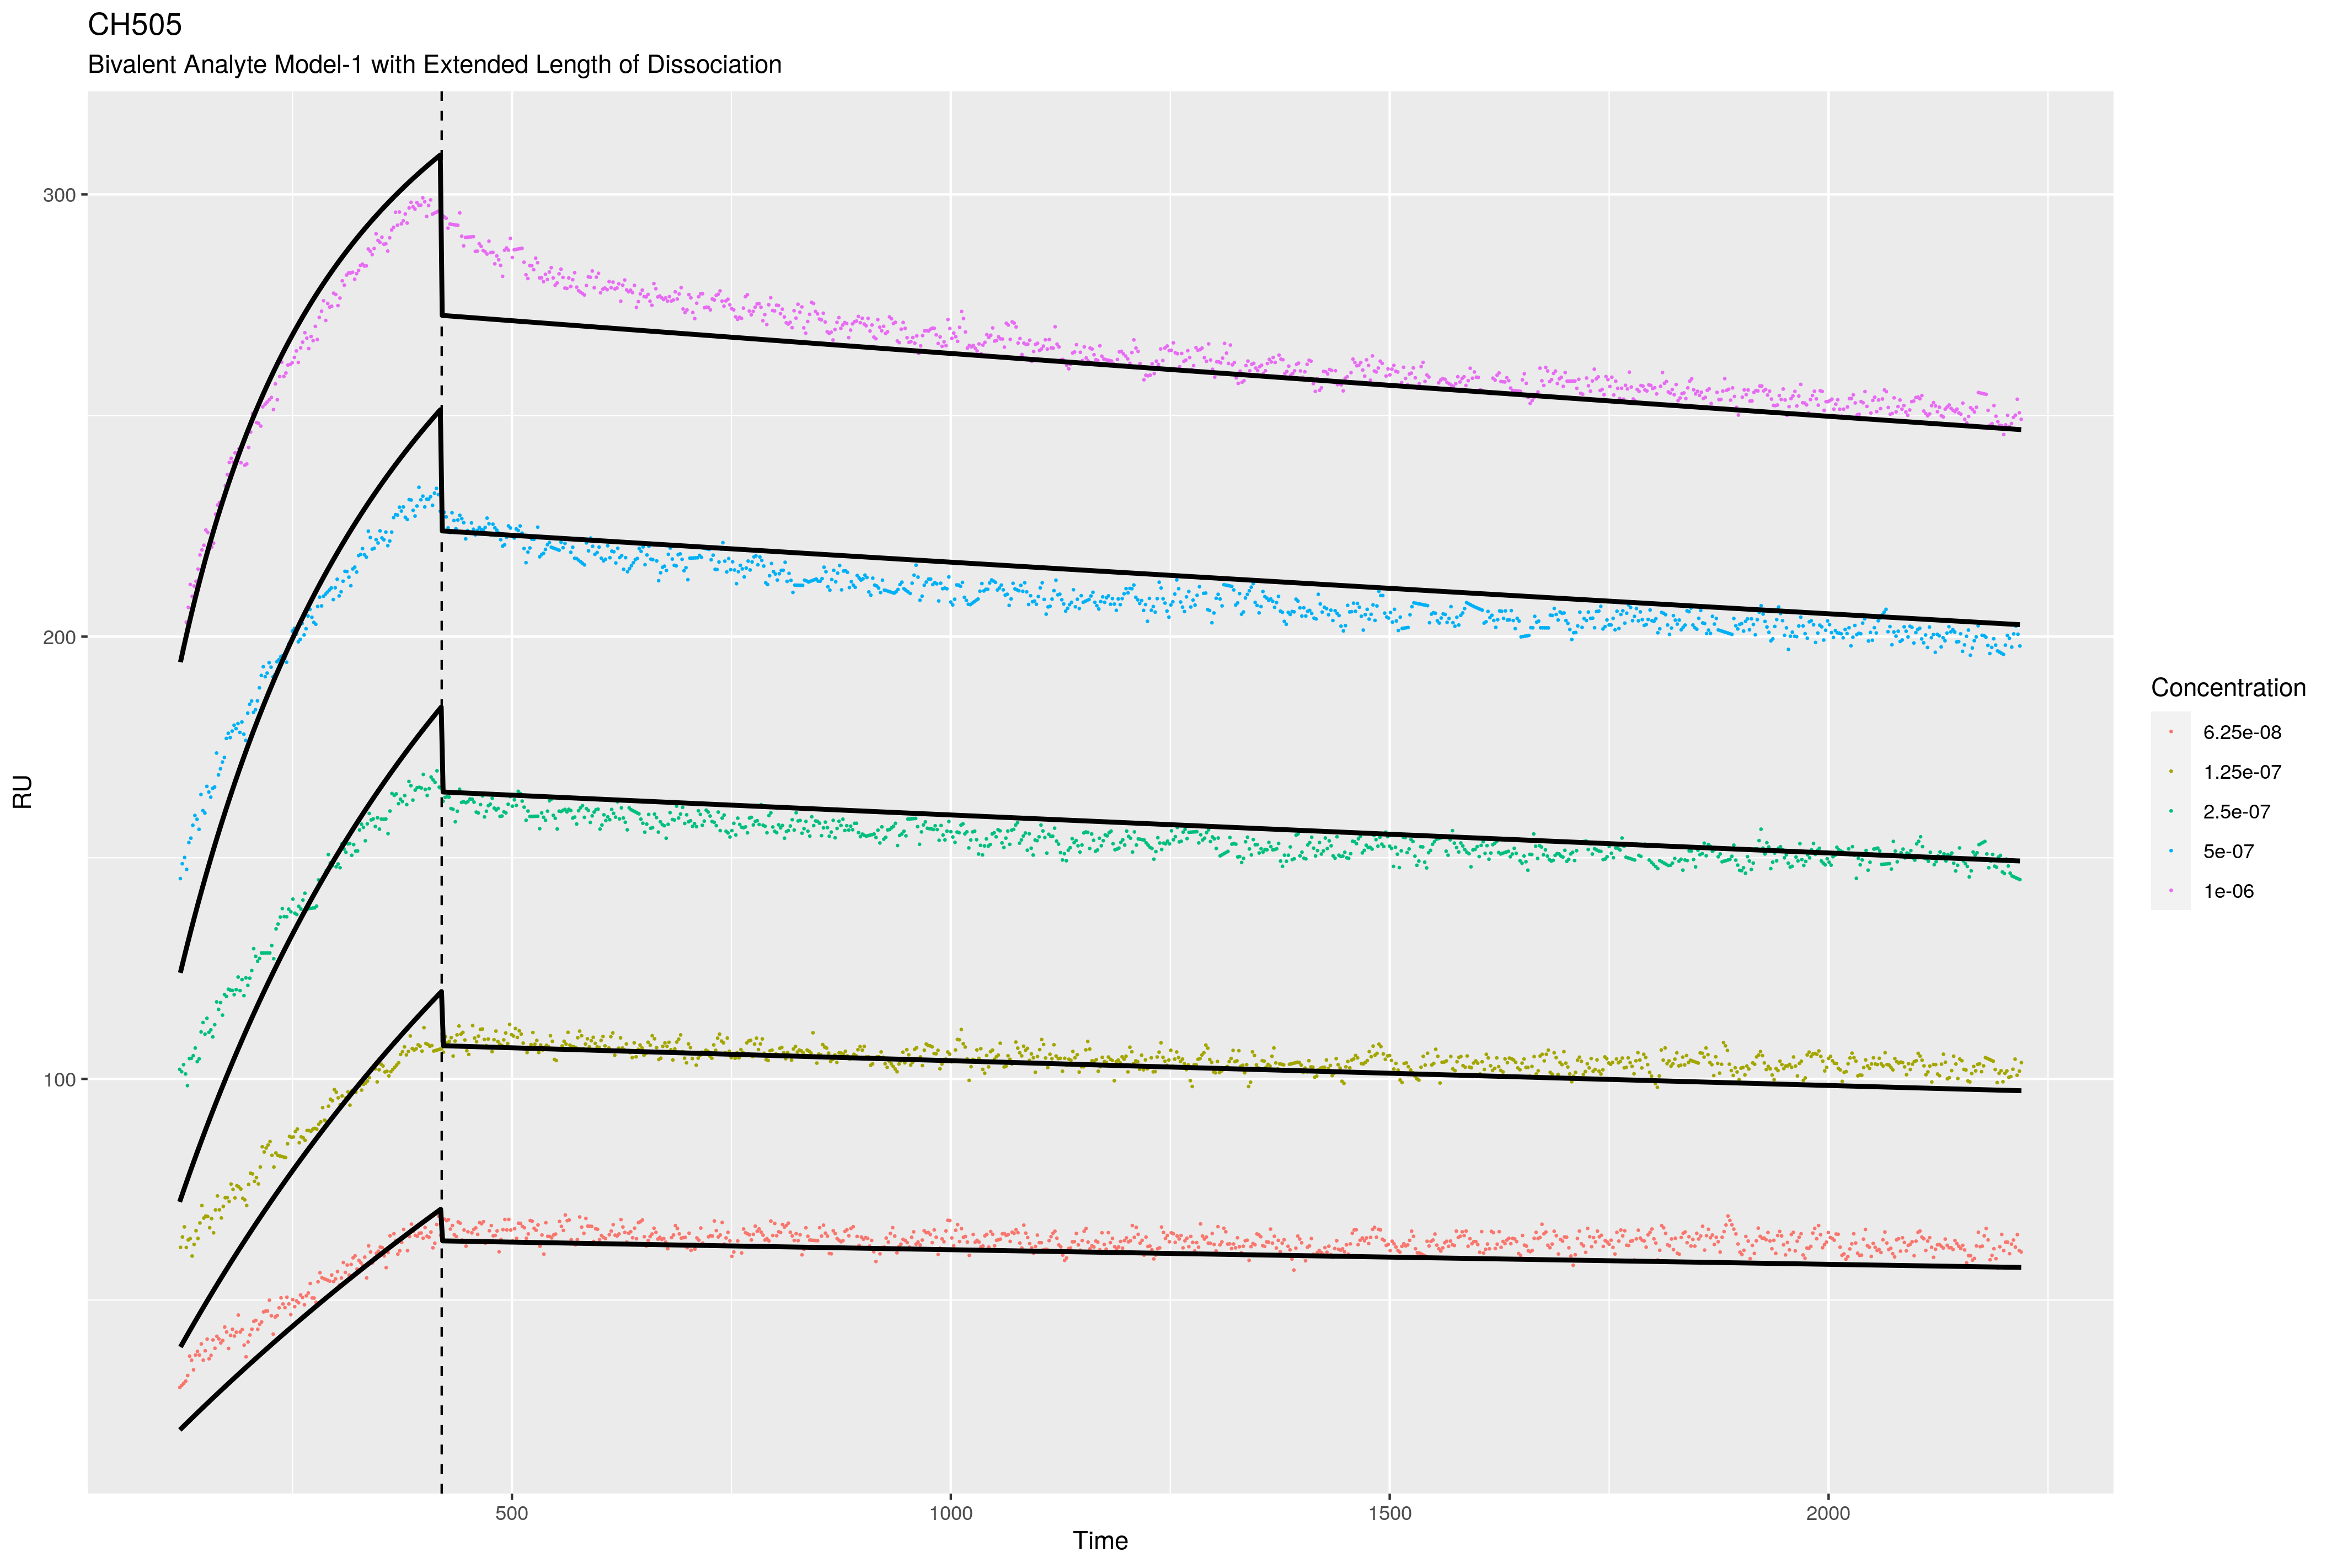 CH505
Bivalent Analyte Model-1 with Extended Length of Dissociation
300
200
100
RU
500
1000
1500
2000
Time
Concentration
6.25e-08
1.25e-07
2.5e-07
5e-07
1e-06